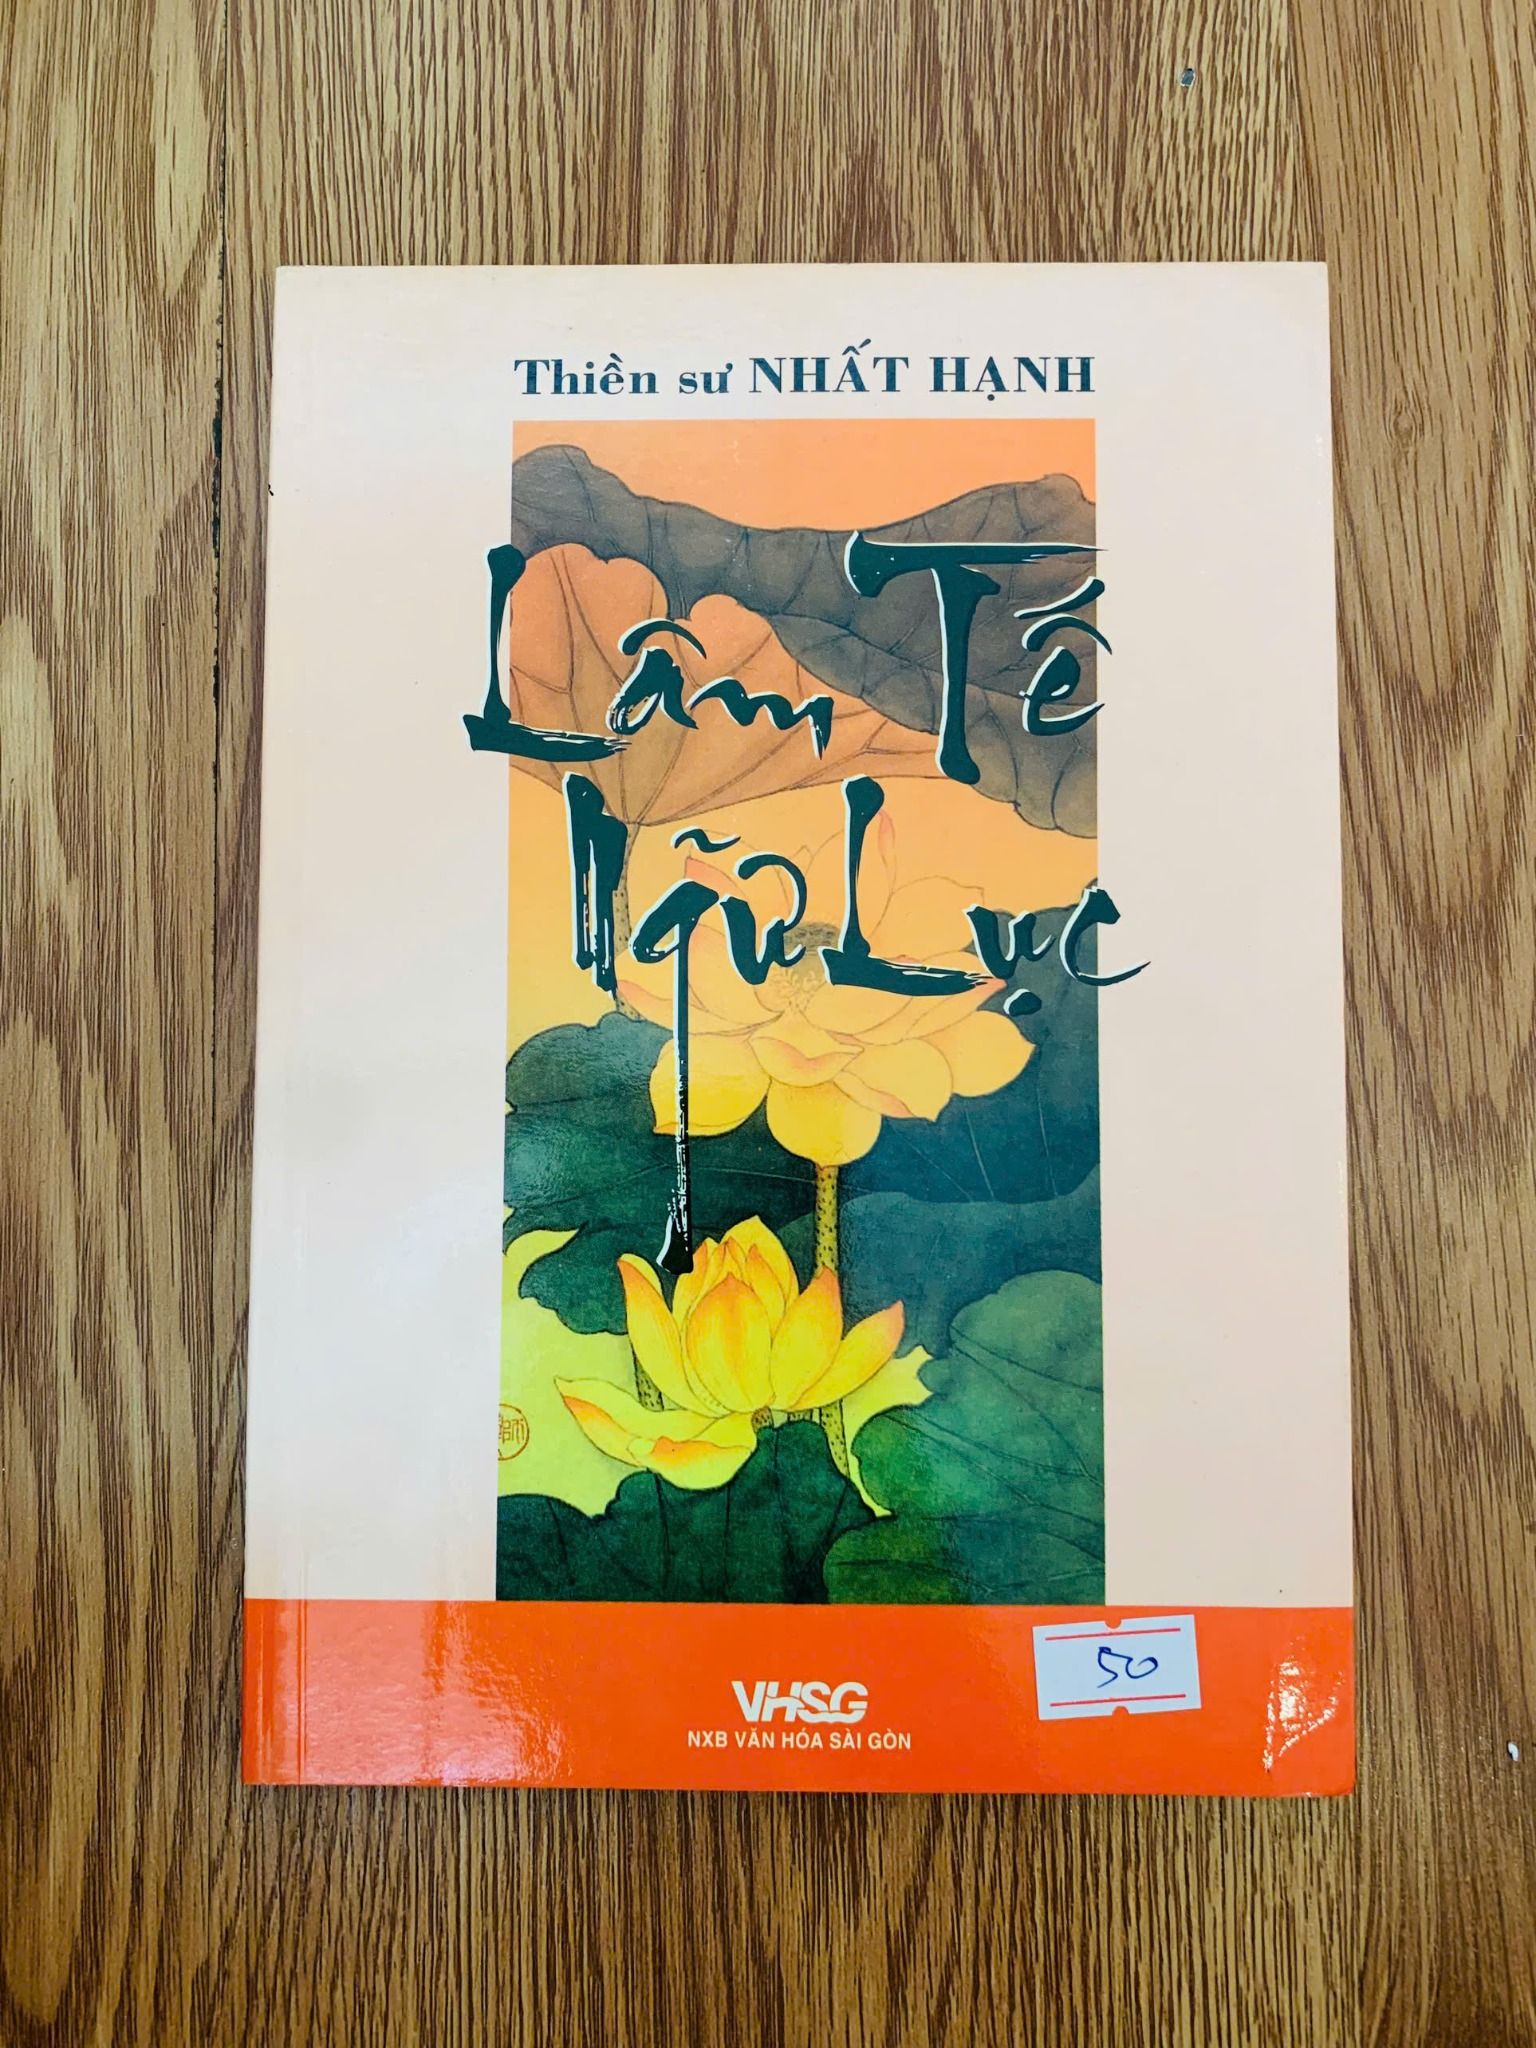 Thiền sư NHẤT HẠNH
Lâm Tế
Ngữ Lục
50
VHSG
NXB VĂN HÓA SÀI GÒN